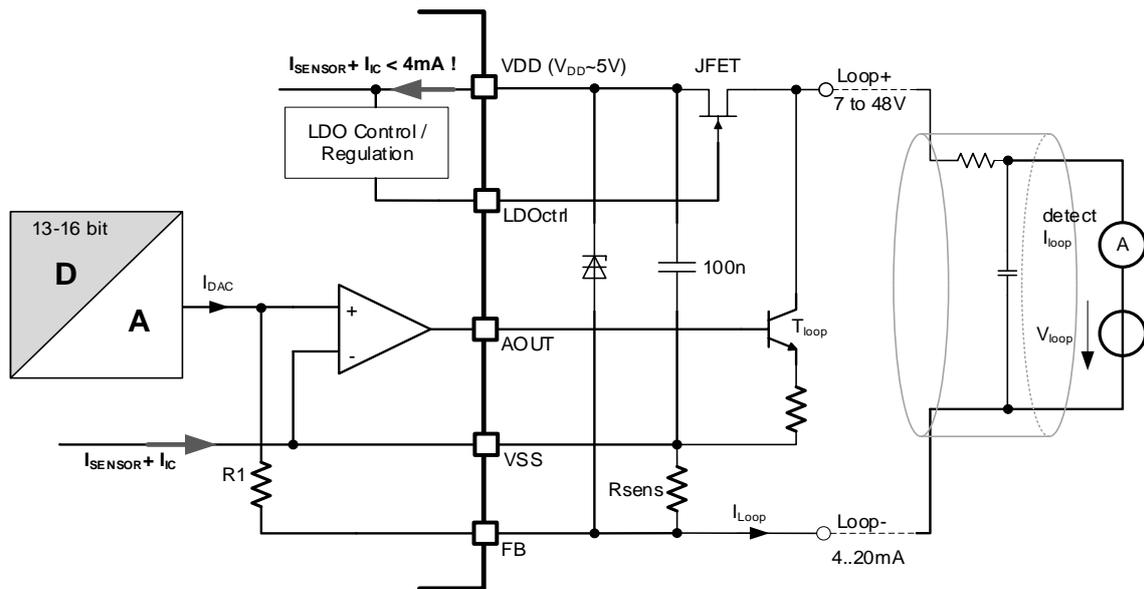 I_SENSOR + I_IC < 4mA !
VDD (V_DD~5V)
JFET
Loop+
7 to 48V
LDO Control /
Regulation
LDOctrl
13-16 bit
D
A
I_DAC
+
-
AOUT
100n
T_loop
detect
I_loop
A
V_loop
I_SENSOR + I_IC
VSS
R1
Rsens
I_Loop
Loop-
FB
4..20mA